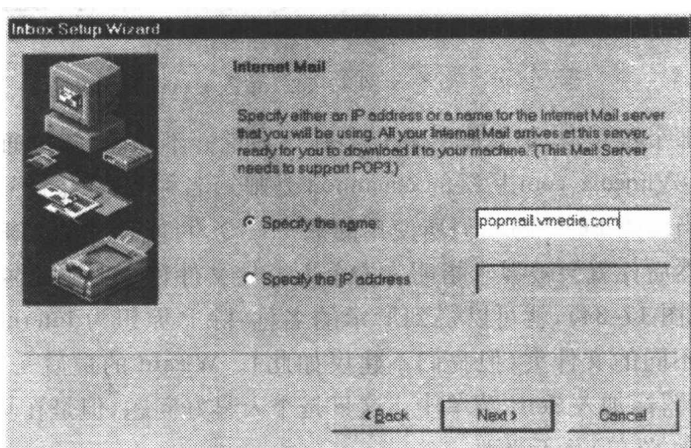 Inbox Setup Wizard
Internet Mail
Specify either an IP address or a name for the Internet Mail server
that you will be using. All your Internet Mail arrives at this server,
ready for you to download it to your machine. (This Mail Server
needs to support POP3.)
Specify the name:
popmail.vmedia.com
Specify the IP address
< Back
Next >
Cancel